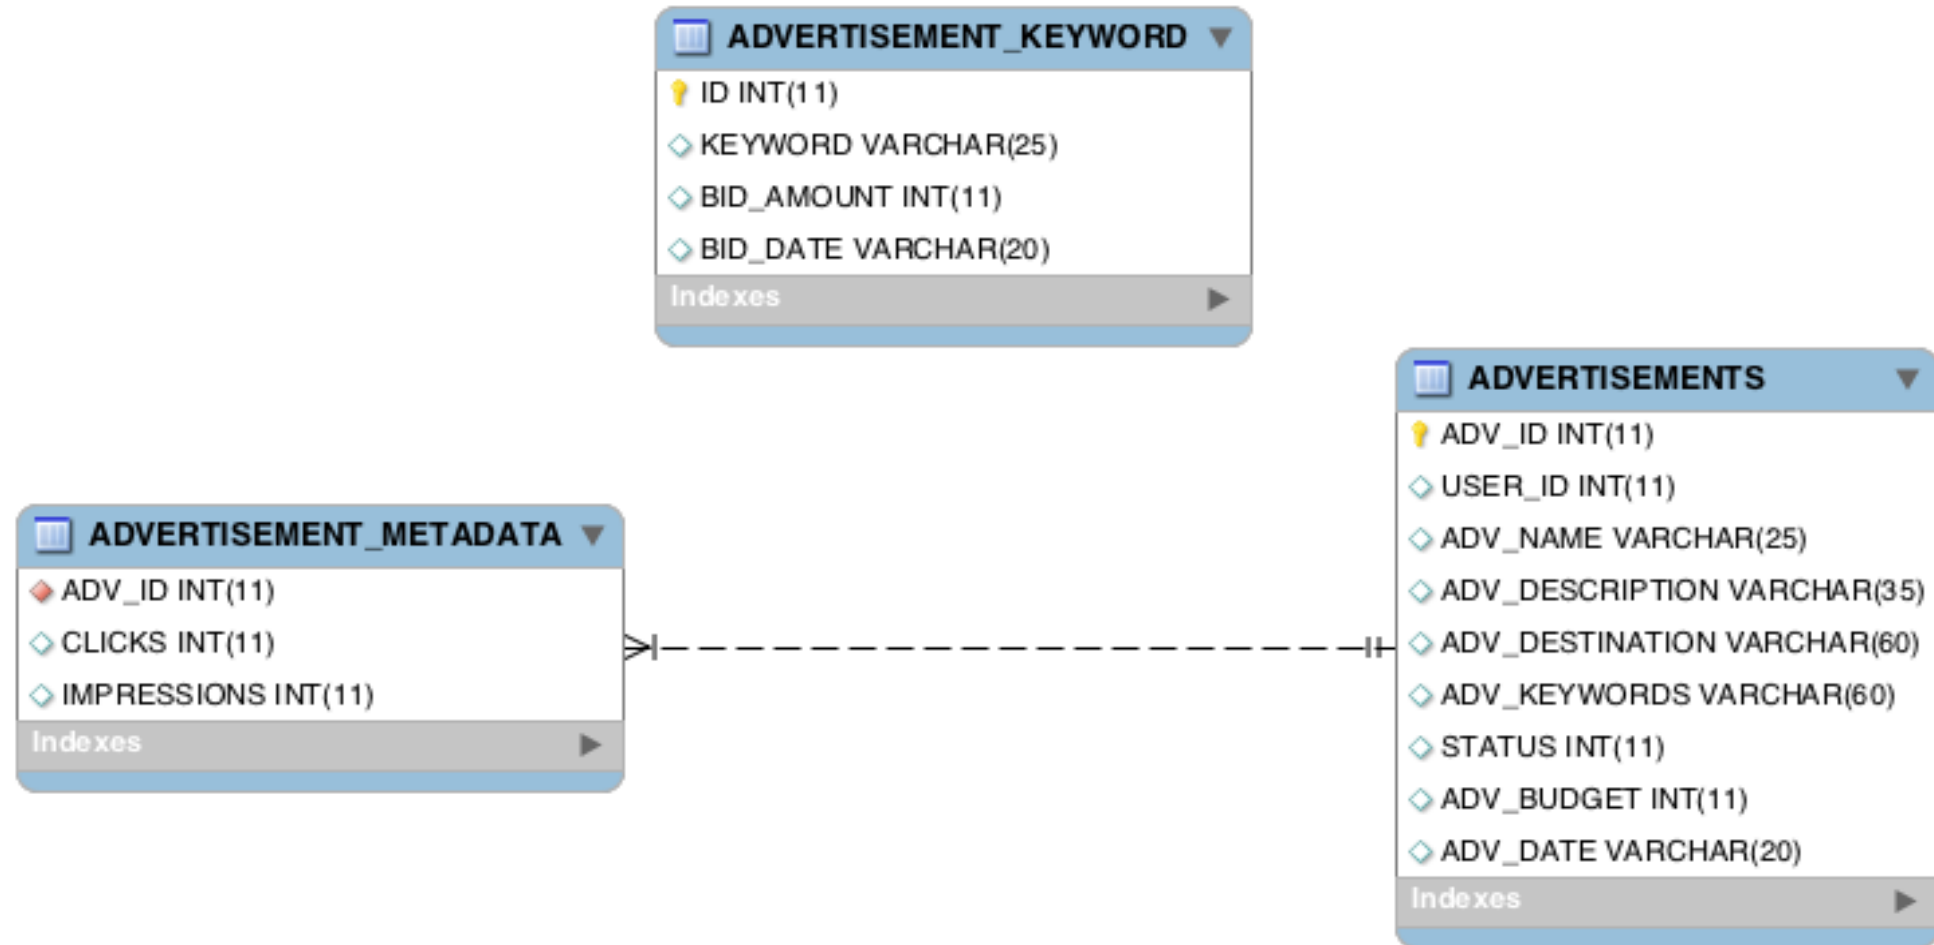 ADVERTISEMENT_KEYWORD
ID INT(11)
KEYWORD VARCHAR(25)
BID_AMOUNT INT(11)
BID_DATE VARCHAR(20)
Indexes
ADVERTISEMENT_METADATA
ADV_ID INT(11)
CLICKS INT(11)
IMPRESSIONS INT(11)
Indexes
ADVERTISEMENTS
ADV_ID INT(11)
USER_ID INT(11)
ADV_NAME VARCHAR(25)
ADV_DESCRIPTION VARCHAR(35)
ADV_DESTINATION VARCHAR(60)
ADV_KEYWORDS VARCHAR(60)
STATUS INT(11)
ADV_BUDGET INT(11)
ADV_DATE VARCHAR(20)
Indexes